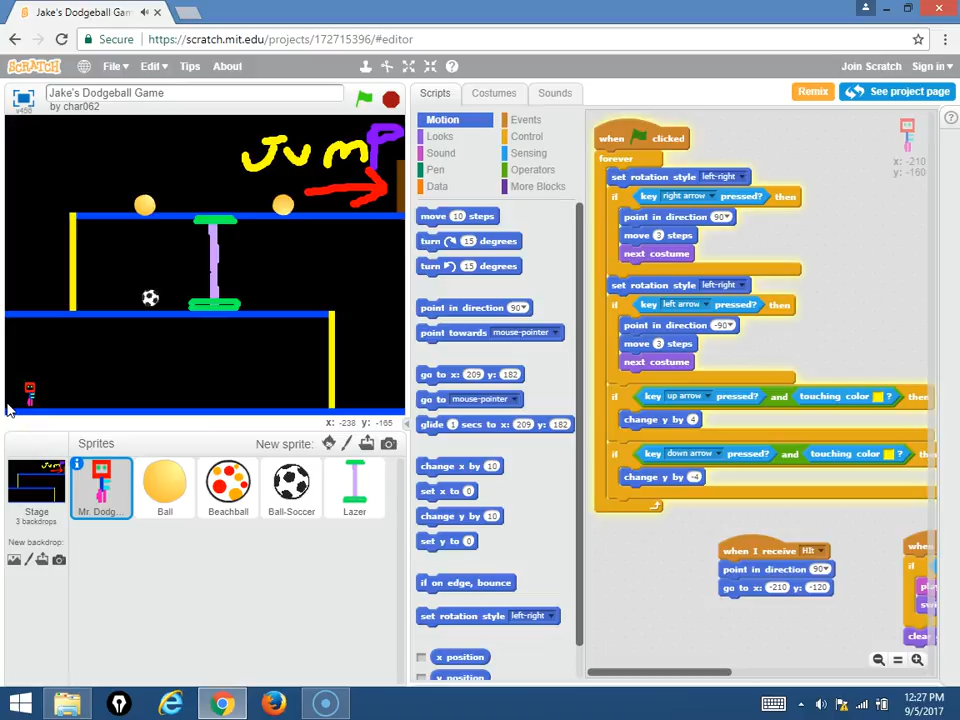 Jake's Dodgeball Gam
Secure https://scratch.mit.edu/projects/172715396/#editor
SCRATCH File Edit Tips About Join Scratch Sign in
v456 Jake's Dodgeball Game
by char062
Scripts Costumes Sounds Remix See project page
Jump
Motion Events
Looks Control
Sound Sensing
Pen Operators
Data More Blocks
move 10 steps
turn 15 degrees
turn 15 degrees
point in direction 90
point towards mouse-pointer
go to x: 209 y: 182
go to mouse-pointer
glide 1 secs to x: 209 y: 182
change x by 10
set x to 0
change y by 10
set y to 0
if on edge, bounce
set rotation style left-right
x position
y position
when clicked
forever
set rotation style left-right
if key right arrow pressed? then
point in direction 90
move 3 steps
next costume
set rotation style left-right
if key left arrow pressed? then
point in direction -90
move 3 steps
next costume
if key up arrow pressed? and touching color ? then
change y by 4
if key down arrow pressed? and touching color ? then
change y by -4
when I receive Hit
point in direction 90
go to x: -210 y: -120
when
if
clea
x: -210
y: -160
x: -238 y: -165
Sprites New sprite:
Stage
3 backdrops
New backdrop:
Mr. Dodg... Ball Beachball Ball-Soccer Lazer
12:27 PM
9/5/2017